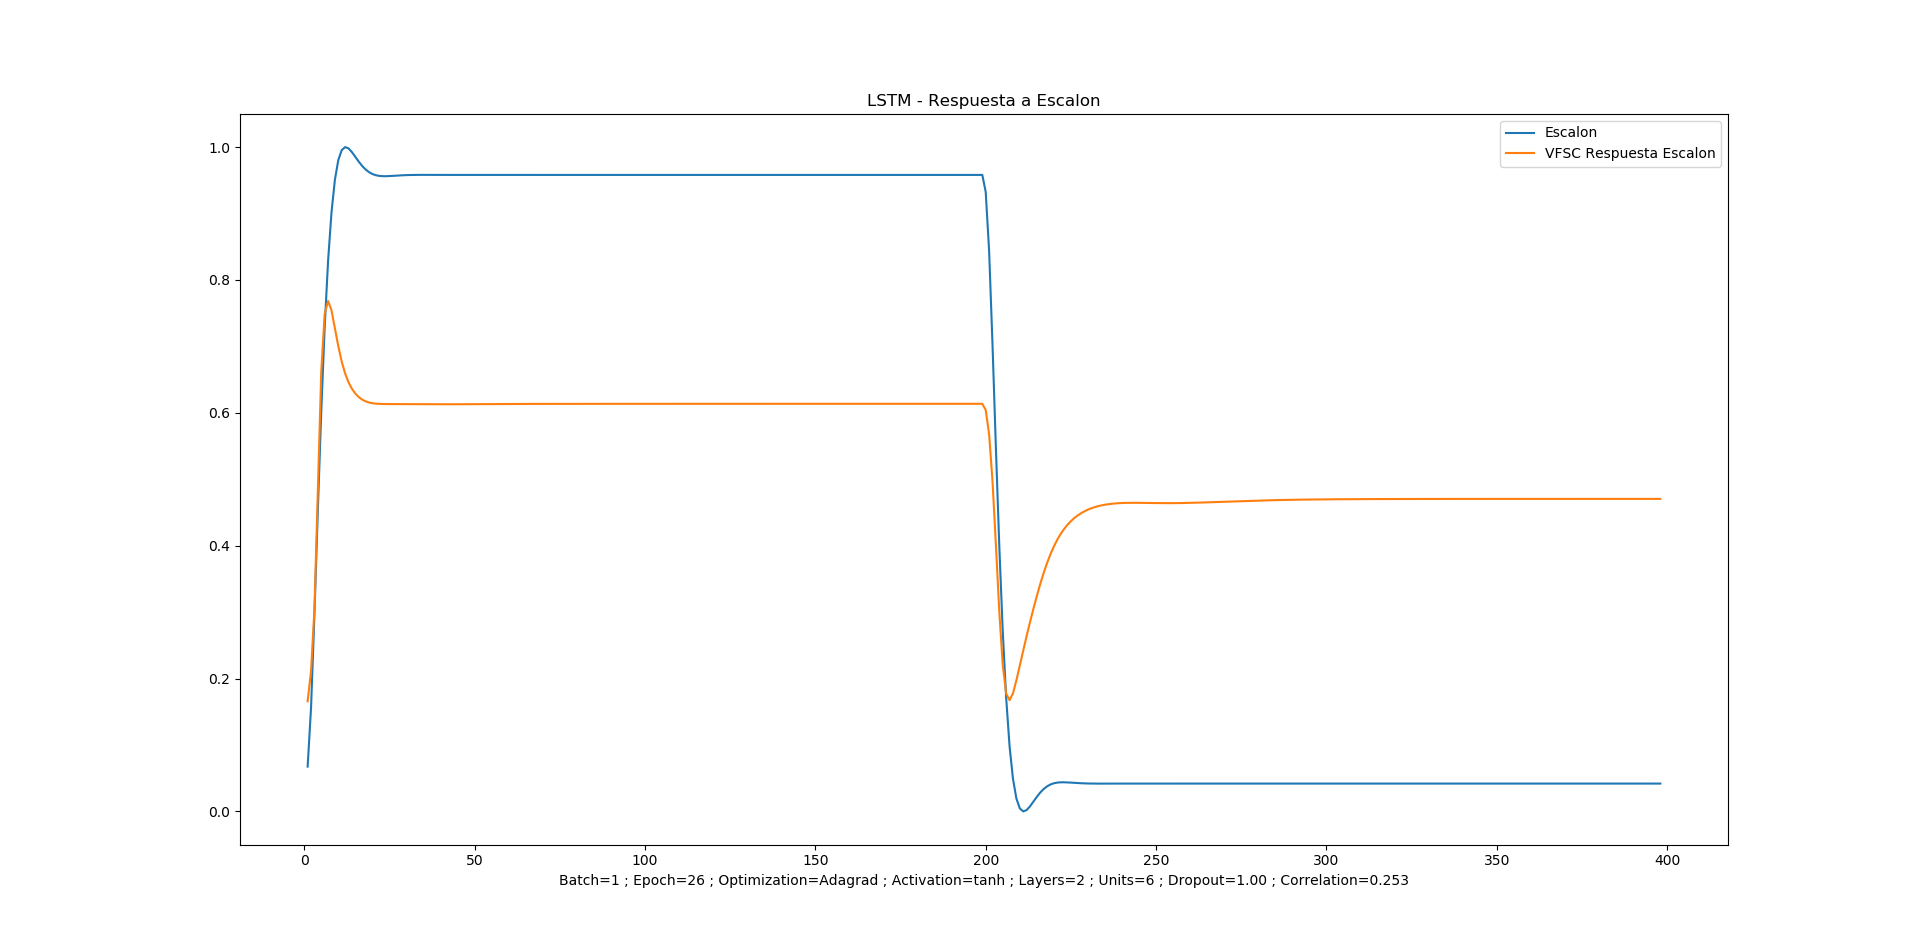 LSTM - Respuesta a Escalon
Escalon
VFSC Respuesta Escalon
1.0
0.8
0.6
0.4
0.2
0.0
0 50 100 150 200 250 300 350 400
Batch=1 ; Epoch=26 ; Optimization=Adagrad ; Activation=tanh ; Layers=2 ; Units=6 ; Dropout=1.00 ; Correlation=0.253